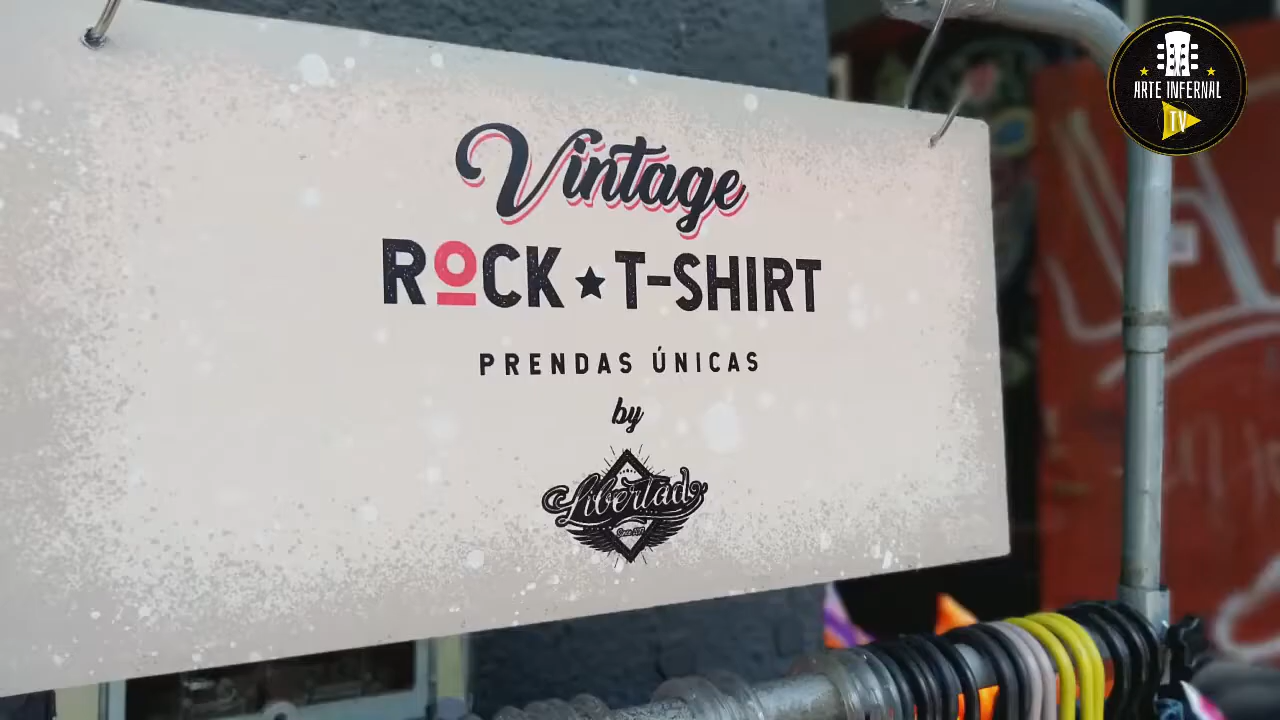 Vintage
ROCK ★ T-SHIRT
PRENDAS ÚNICAS
by
Libertad
ARTE INFERNAL
TV